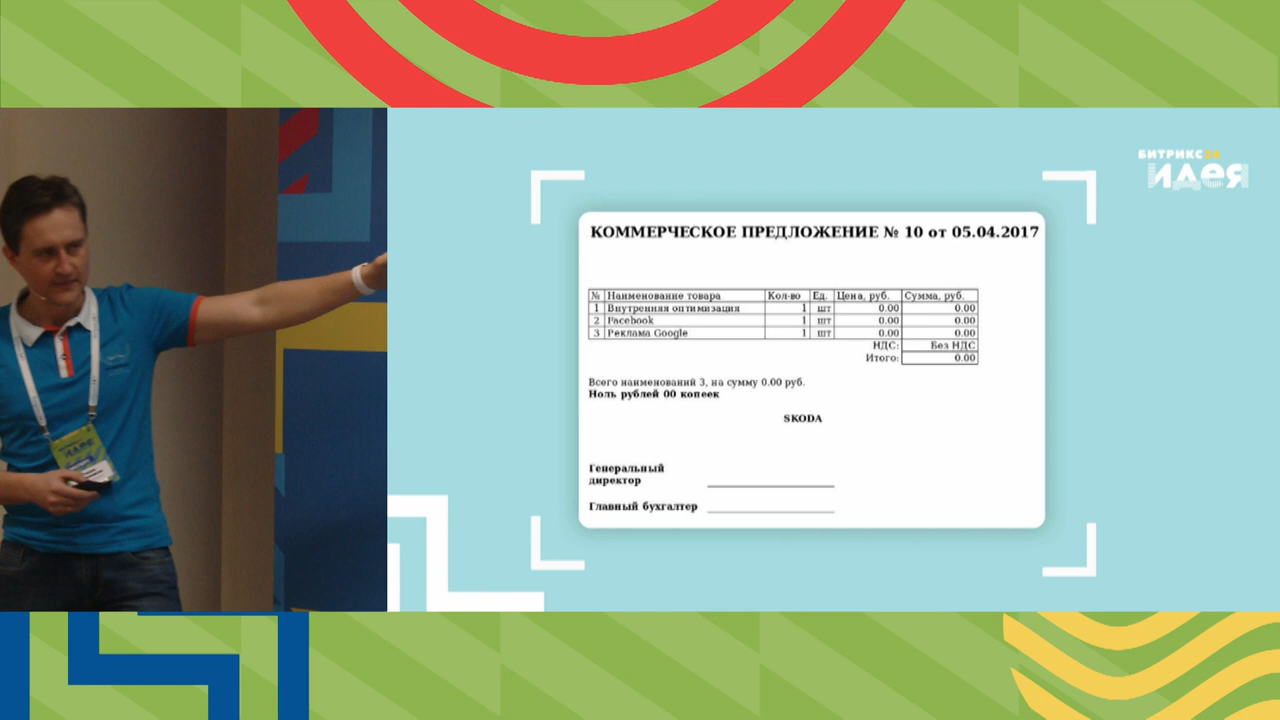 БИТРИКС24
идея
КОММЕРЧЕСКОЕ ПРЕДЛОЖЕНИЕ № 10 от 05.04.2017
№ Наименование товара Кол-во Ед. Цена, руб. Сумма, руб.
1 Внутренняя оптимизация 1 шт 0.00 0.00
2 Facebook 1 шт 0.00 0.00
3 Реклама Google 1 шт 0.00 0.00
НДС: Без НДС
Итого: 0.00
Всего наименований 3, на сумму 0.00 руб.
Ноль рублей 00 копеек
SKODA
Генеральный
директор
Главный бухгалтер
идея